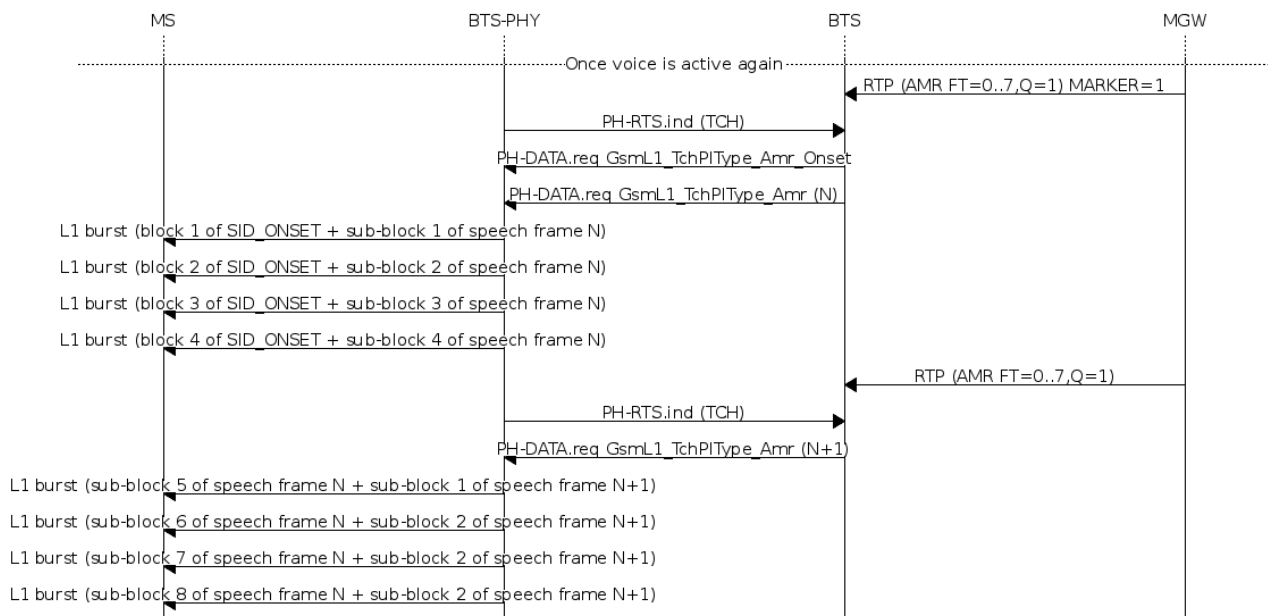 MS BTS-PHY BTS MGW
Once voice is active again
RTP (AMR FT=0..7,Q=1) MARKER=1
PH-RTS.ind (TCH)
PH-DATA.req GsmL1_TchPlType_Amr_Onset
PH-DATA.req GsmL1_TchPlType_Amr (N)
L1 burst (block 1 of SID_ONSET + sub-block 1 of speech frame N)
L1 burst (block 2 of SID_ONSET + sub-block 2 of speech frame N)
L1 burst (block 3 of SID_ONSET + sub-block 3 of speech frame N)
L1 burst (block 4 of SID_ONSET + sub-block 4 of speech frame N)
RTP (AMR FT=0..7,Q=1)
PH-RTS.ind (TCH)
PH-DATA.req GsmL1_TchPlType_Amr (N+1)
L1 burst (sub-block 5 of speech frame N + sub-block 1 of speech frame N+1)
L1 burst (sub-block 6 of speech frame N + sub-block 2 of speech frame N+1)
L1 burst (sub-block 7 of speech frame N + sub-block 2 of speech frame N+1)
L1 burst (sub-block 8 of speech frame N + sub-block 2 of speech frame N+1)